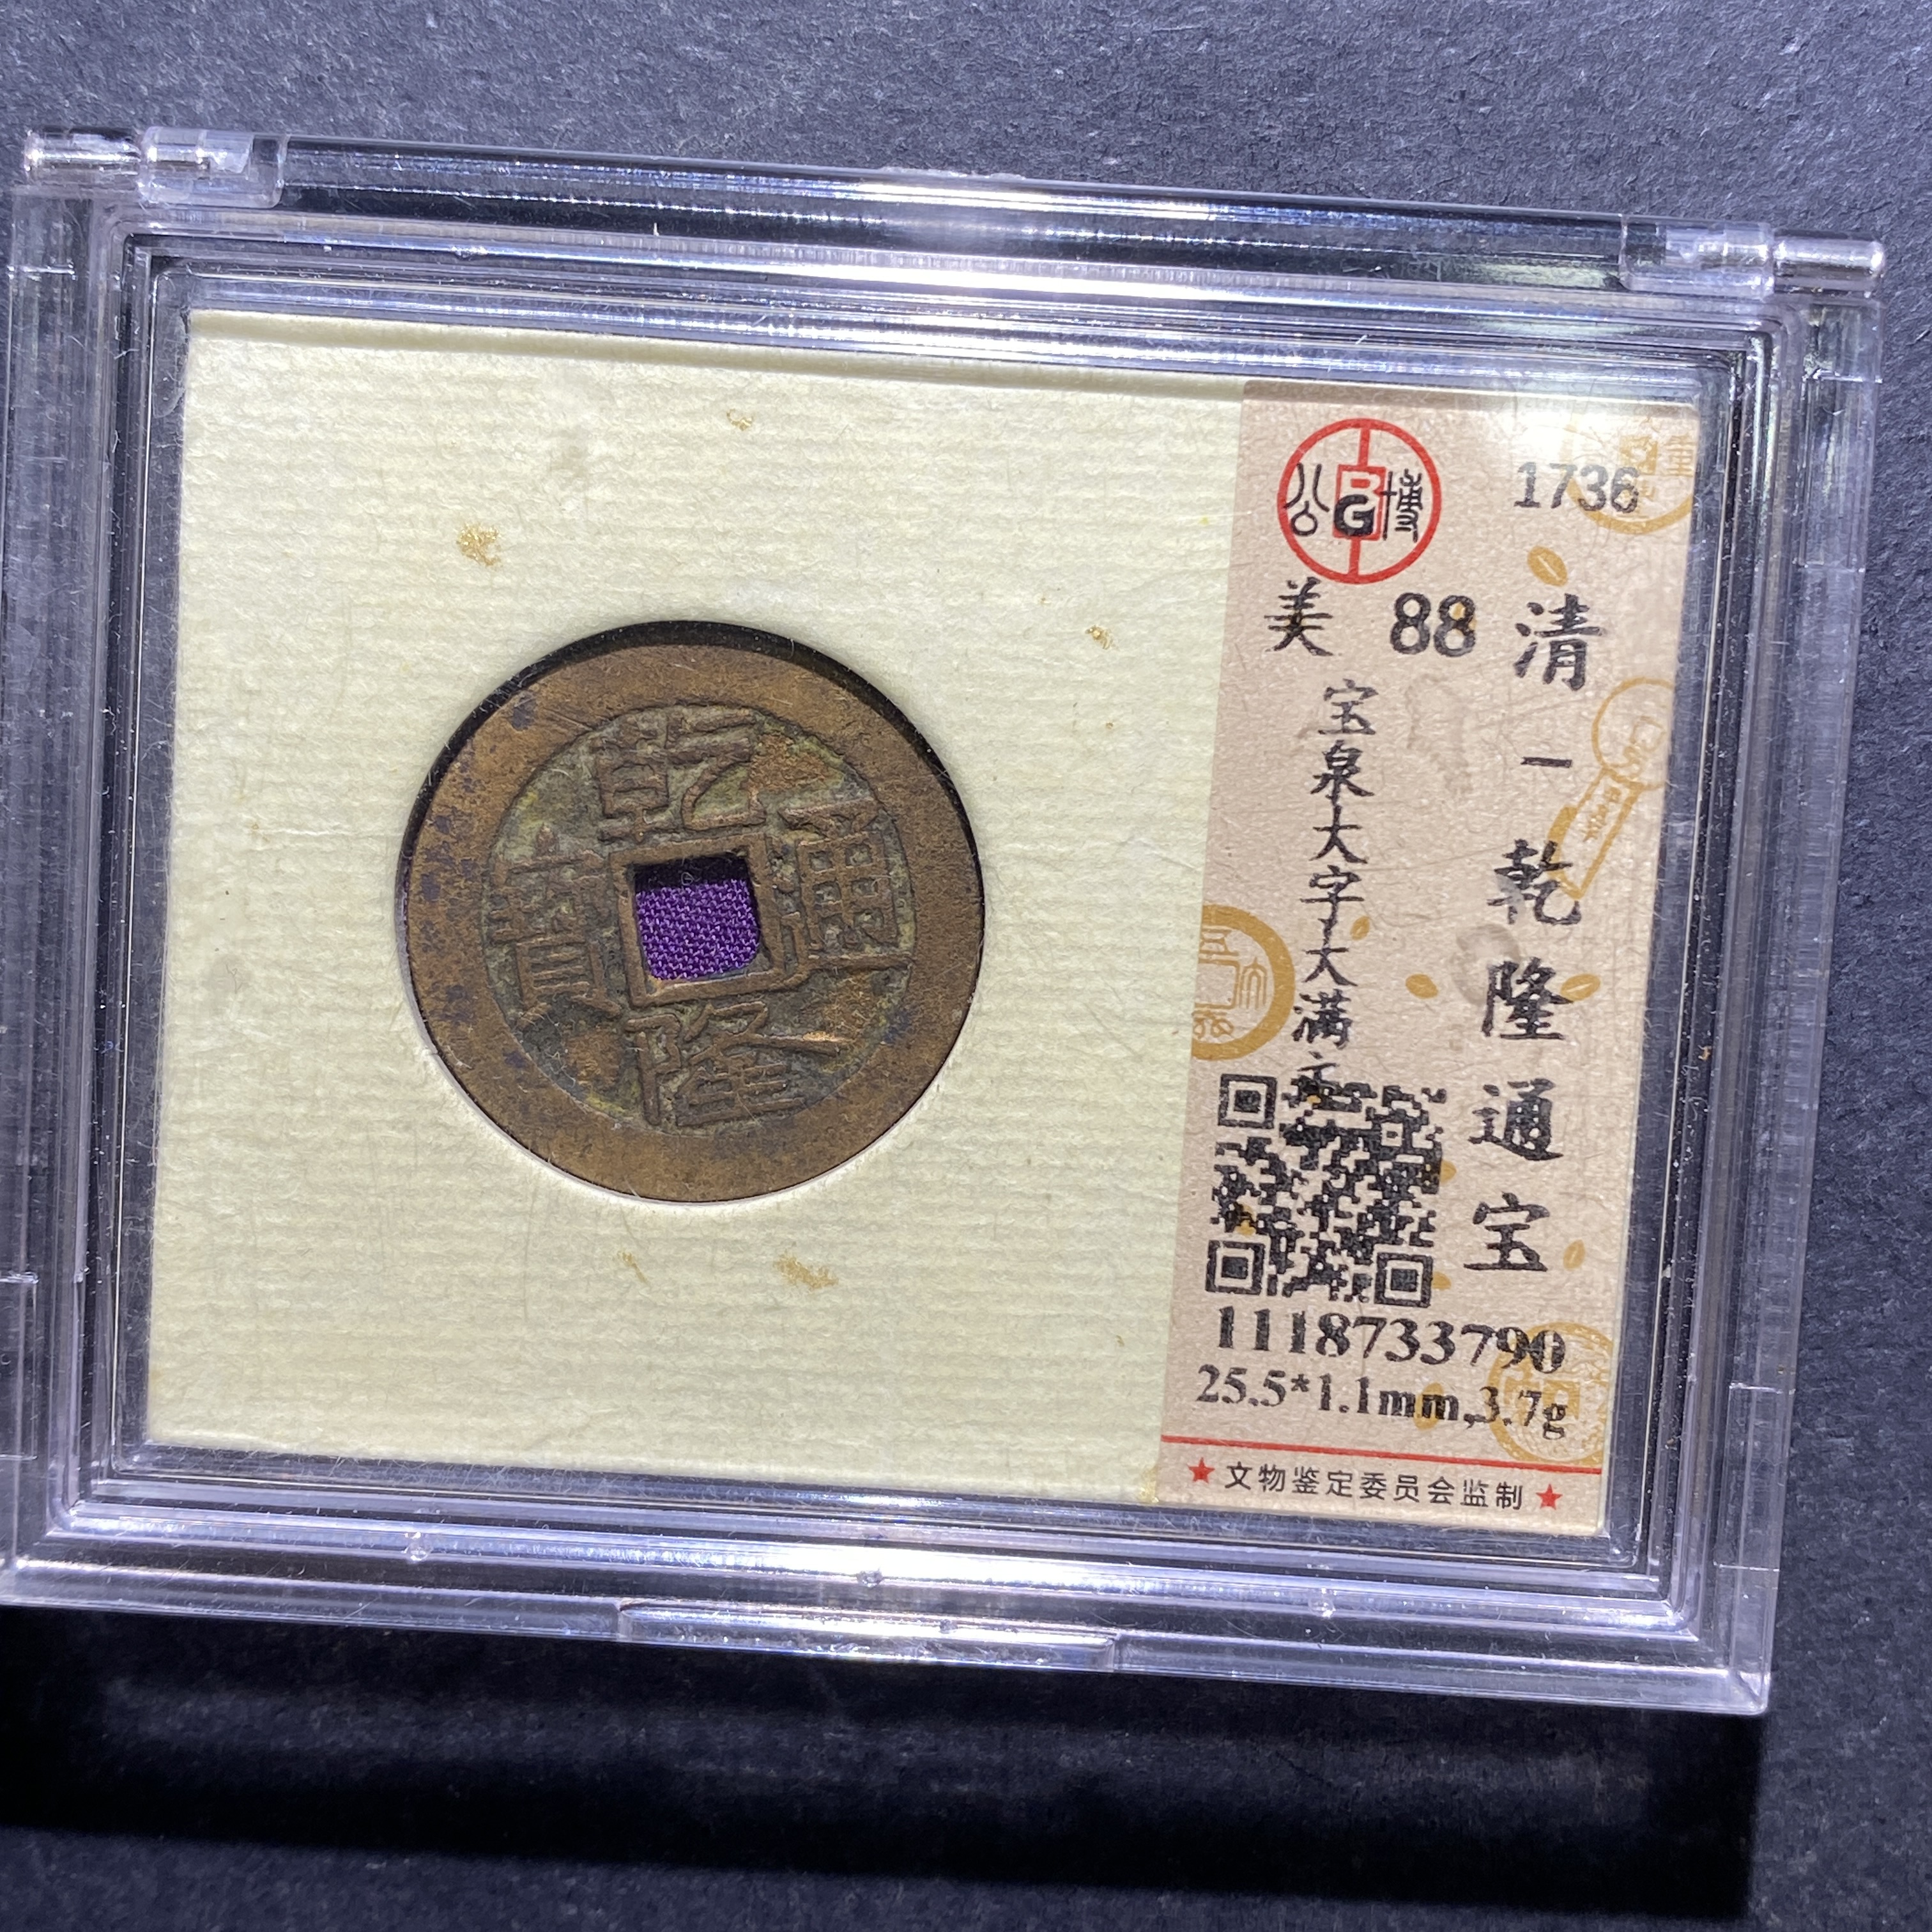 乾隆通寶
公博
1736
美 88
清-乾隆通宝
宝泉大字大满文
1118733790
25.5*1.1mm,3.7g
★文物鉴定委员会监制★